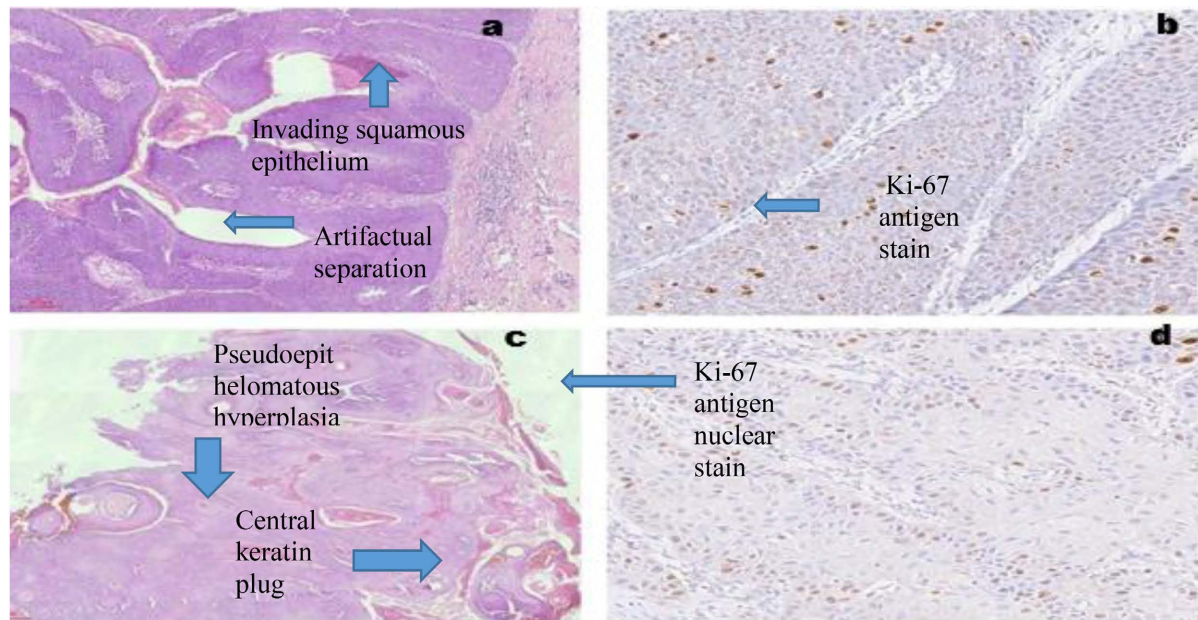 a
Invading squamous
epithelium
Artifactual
separation
b
Ki-67
antigen
stain
c
Pseudoepit
helomatous
hyperplasia
Central
keratin
plug
d
Ki-67
antigen
nuclear
stain